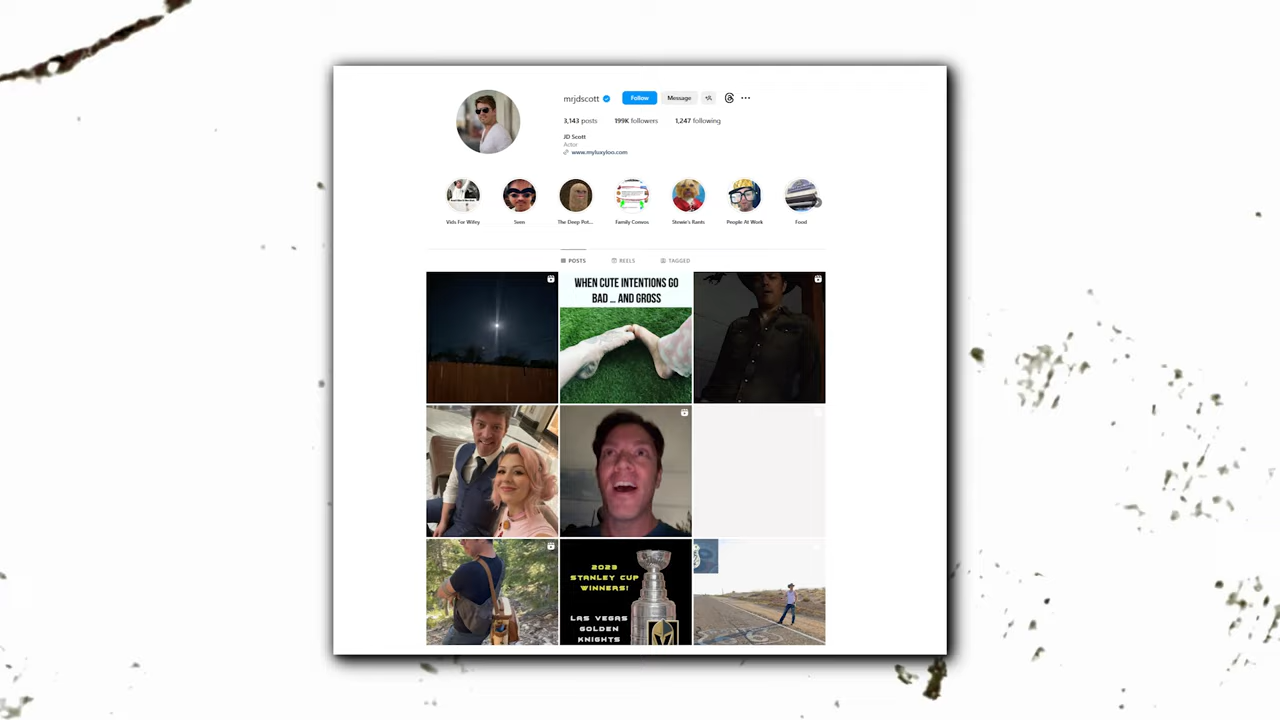 mrjdscott Follow Message
3,143 posts 199K followers 1,247 following
JD Scott
Actor
www.myluxyloo.com
Vids For Wifey Sven The Deep Pot... Family Comms Stewie's Rants People At Work Food
POSTS REELS TAGGED
WHEN CUTE INTENTIONS GO
BAD ... AND GROSS
2023
STANLEY CUP
WINNERS!
LAS VEGAS
GOLDEN
KNIGHTS